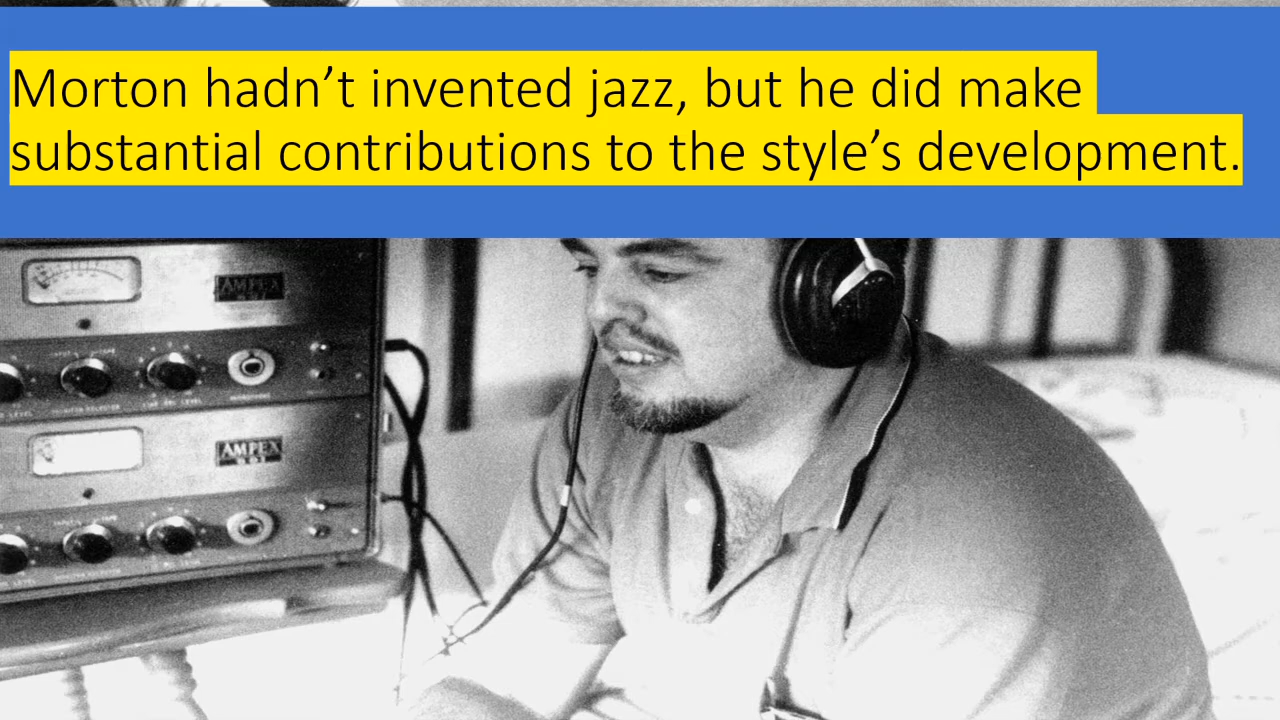 Morton hadn’t invented jazz, but he did make
substantial contributions to the style’s development.
AMPEX
AMPEX